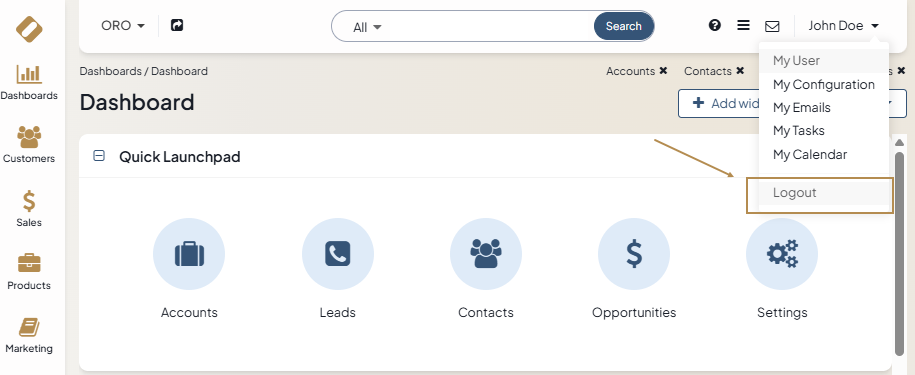 ORO
All
Search
John Doe
Dashboards / Dashboard
Accounts ✖
Contacts ✖
Dashboard
+ Add
Quick Launchpad
Dashboards
Customers
Sales
Products
Marketing
My User
My Configuration
My Emails
My Tasks
My Calendar
Logout
Accounts
Leads
Contacts
Opportunities
Settings